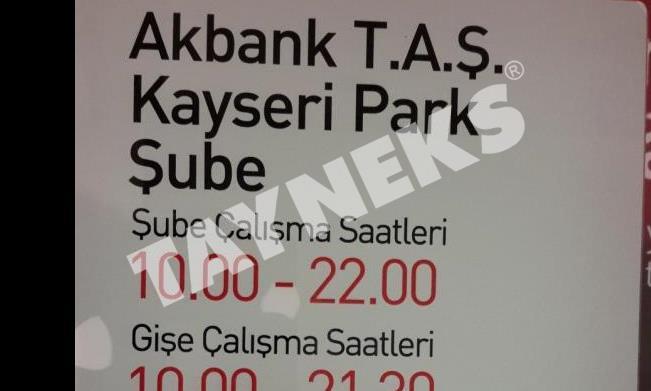 Akbank T.A.Ş.
Kayseri Park
Şube
Şube Çalışma Saatleri
10.00 - 22.00
Gişe Çalışma Saatleri
TAYNEKS®